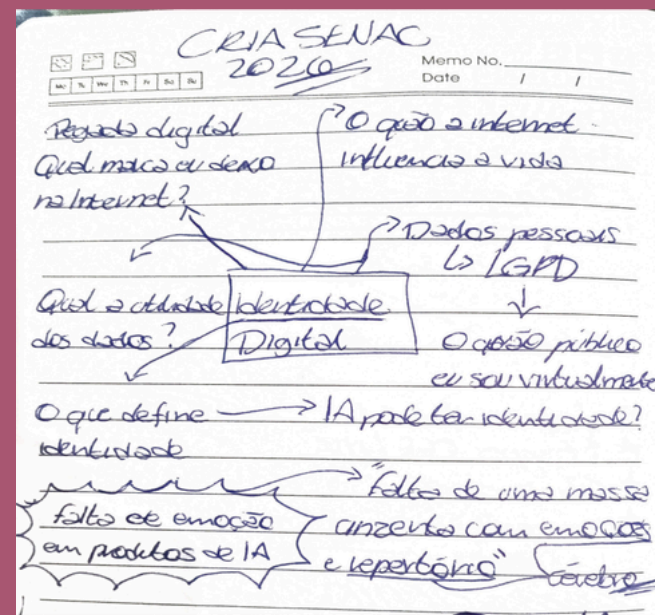 CRIA SENAC
2026
Mo Tu We Th Fr Sa Su
Memo No.
Date / /
Pegada digital
Qual marca eu deixo
na Internet?
O quão a internet
influencia a vida
Dados pessoais
↳ LGPD
O quão público
eu sou virtualmente
Identidade
Digital
Qual a utilidade
dos dados?
O que define
identidade
IA pode ter identidade?
falta de emoção
em produtos de IA
"Falta de uma massa
cinzenta com emoções
e repertório"
Cérebro